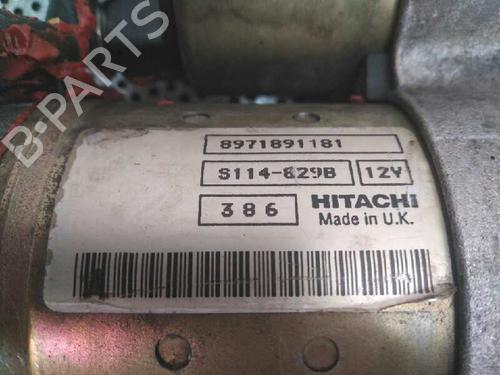 8971891181
S114-829B 12V
386 HITACHI
Made in U.K.
B-PARTS